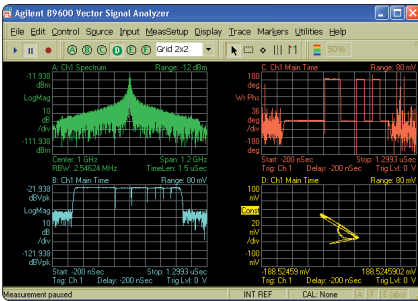 Agilent 89600 Vector Signal Analyzer
File Edit Control Source Input MeasSetup Display Trace Markers Utilities Help
A B C D E F Grid 2x2 50%
A: Ch1 Spectrum Range: -12 dBm
-11.938
dBm
LogMag
10
dB
/div
-111.938
dBm
Center: 1 GHz Span: 1.2 GHz
RBW: 2.54624 MHz TimeLen: 1.5 uSec
C: Ch1 Main Time Range: 80 mV
180
deg
Wr Phs
36
deg
/div
-180
deg
Start: -200 nSec Stop: 1.2993 uSec
Trig: Ch 1 Delay: -200 nSec Trig Lvl: 0 V
B: Ch1 Main Time Range: 80 mV
-21.938
dBVpk
LogMag
10
dB
/div
-121.938
dBVpk
Start: -200 nSec Stop: 1.2993 uSec
Trig: Ch 1 Delay: -200 nSec Trig Lvl: 0 V
D: Ch1 Main Time Range: 80 mV
100
mV
Const
20
mV
/div
-100
mV
-188.52459 mV 188.5245902 mV
Trig: Ch 1 Delay: -200 nSec Trig Lvl: 0 V
Measurement paused INT REF CAL: None